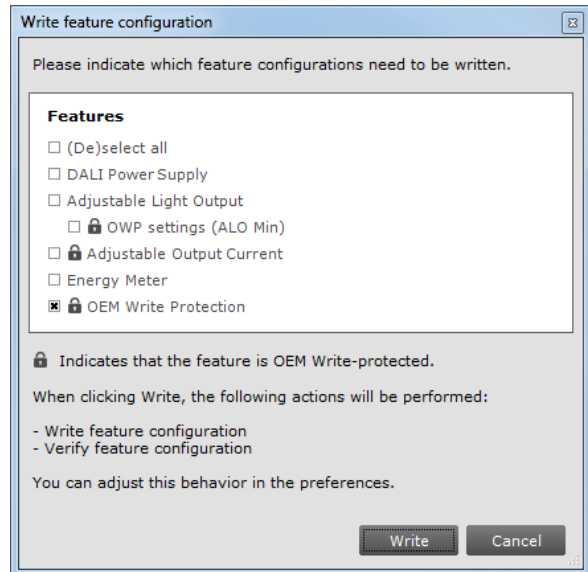 Write feature configuration
Please indicate which feature configurations need to be written.
Features
(De)select all
DALI Power Supply
Adjustable Light Output
OWP settings (ALO Min)
Adjustable Output Current
Energy Meter
OEM Write Protection
Indicates that the feature is OEM Write-protected.
When clicking Write, the following actions will be performed:
- Write feature configuration
- Verify feature configuration
You can adjust this behavior in the preferences.
Write Cancel